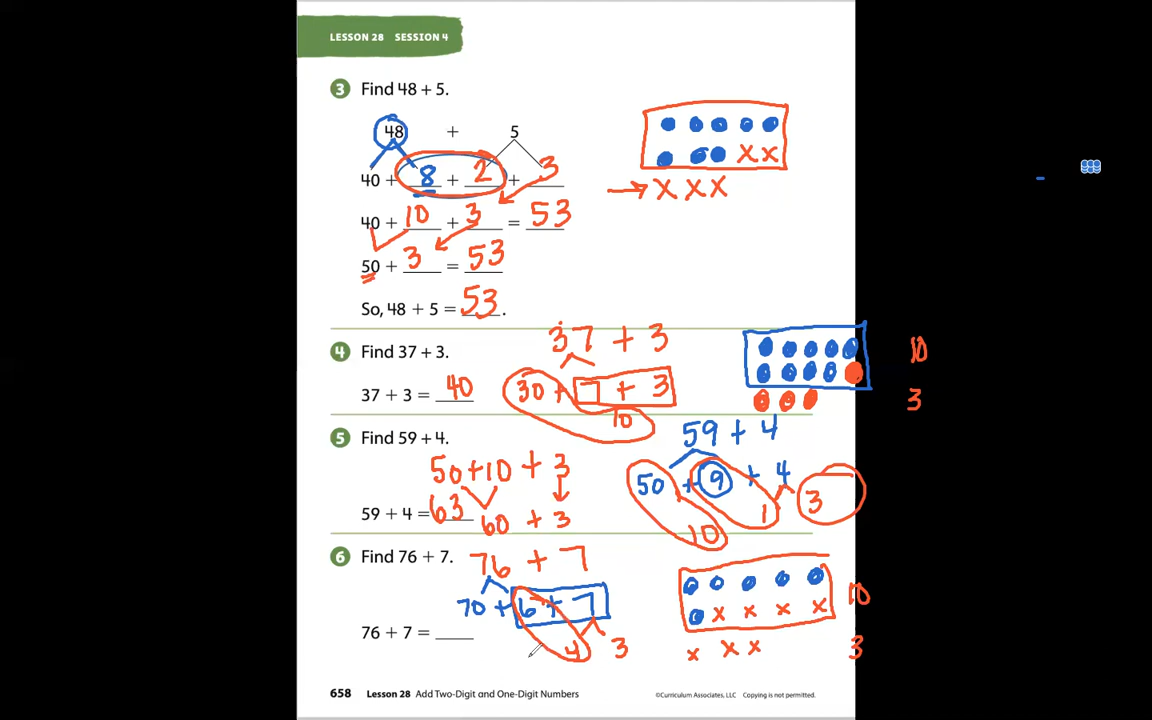 LESSON 28 SESSION 4
3 Find 48 + 5.
48 + 5
40 + 8 + 2 + 3
40 + 10 + 3 = 53
50 + 3 = 53
So, 48 + 5 = 53.
X X
→ X X X
4 Find 37 + 3.
37 + 3
37 + 3 = 40
30 + 7 + 3
10
10
3
5 Find 59 + 4.
59 + 4
50 + 10 + 3
50 + 9 + 4
59 + 4 = 63
60 + 3
1 3
10
6 Find 76 + 7.
76 + 7
70 + 6 + 7
76 + 7 = ____
4 3
x x x x
x x x
10
3
658 Lesson 28 Add Two-Digit and One-Digit Numbers ©Curriculum Associates, LLC Copying is not permitted.